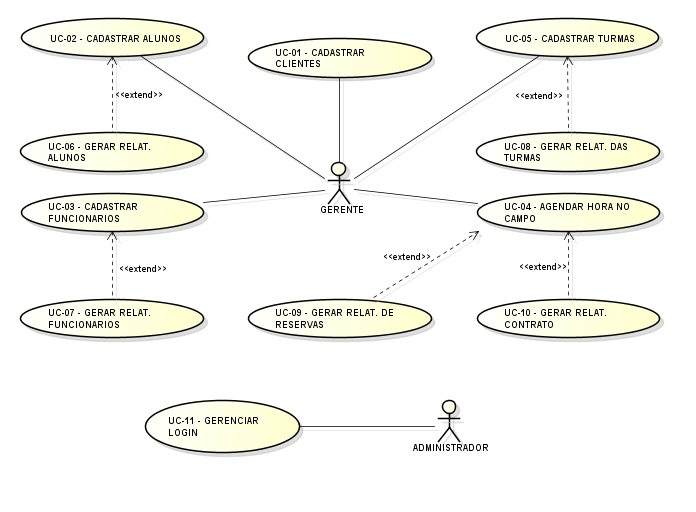 UC-02 - CADASTRAR ALUNOS
UC-01 - CADASTRAR
CLIENTES
UC-05 - CADASTRAR TURMAS
<<extend>>
<<extend>>
UC-06 - GERAR RELAT.
ALUNOS
UC-08 - GERAR RELAT. DAS
TURMAS
GERENTE
UC-03 - CADASTRAR
FUNCIONARIOS
UC-04 - AGENDAR HORA NO
CAMPO
<<extend>>
<<extend>>
<<extend>>
UC-07 - GERAR RELAT.
FUNCIONARIOS
UC-09 - GERAR RELAT. DE
RESERVAS
UC-10 - GERAR RELAT.
CONTRATO
UC-11 - GERENCIAR
LOGIN
ADMINISTRADOR